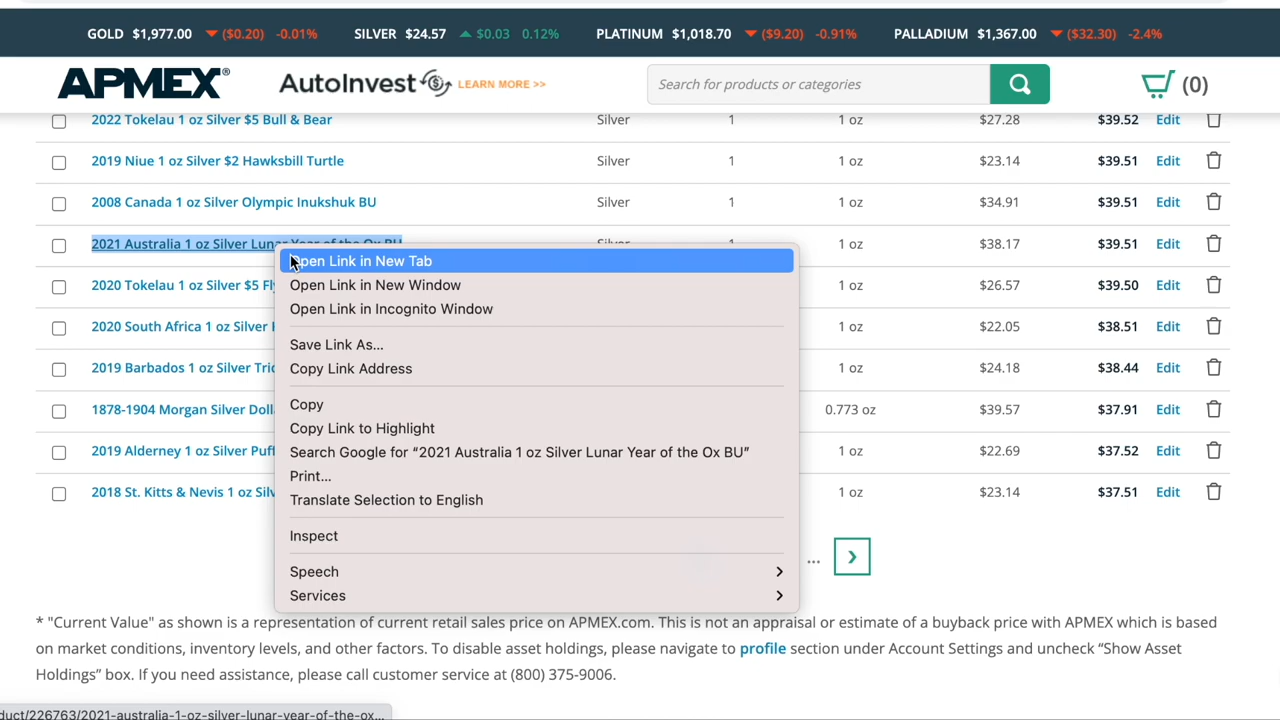 GOLD $1,977.00 ($0.20) -0.01% SILVER $24.57 $0.03 0.12% PLATINUM $1,018.70 ($9.20) -0.91% PALLADIUM $1,367.00 ($32.30) -2.4%
APMEX® AutoInvest LEARN MORE >> Search for products or categories (0)
2022 Tokelau 1 oz Silver $5 Bull & Bear Silver 1 1 oz $27.28 $39.52 Edit
2019 Niue 1 oz Silver $2 Hawksbill Turtle Silver 1 1 oz $23.14 $39.51 Edit
2008 Canada 1 oz Silver Olympic Inukshuk BU Silver 1 1 oz $34.91 $39.51 Edit
2021 Australia 1 oz Silver Lunar Year of the Ox BU Silver 1 1 oz $38.17 $39.51 Edit
Open Link in New Tab
2020 Tokelau 1 oz Silver $5 1 oz $26.57 $39.50 Edit
Open Link in New Window
Open Link in Incognito Window
2020 South Africa 1 oz Silver 1 oz $22.05 $38.51 Edit
Save Link As...
2019 Barbados 1 oz Silver 1 oz $24.18 $38.44 Edit
Copy Link Address
Copy
1878-1904 Morgan Silver 0.773 oz $39.57 $37.91 Edit
Copy Link to Highlight
2019 Alderney 1 oz Silver 1 oz $22.69 $37.52 Edit
Search Google for “2021 Australia 1 oz Silver Lunar Year of the Ox BU”
Print...
2018 St. Kitts & Nevis 1 oz 1 oz $23.14 $37.51 Edit
Translate Selection to English
Inspect
...
Speech
Services
* "Current Value" as shown is a representation of current retail sales price on APMEX.com. This is not an appraisal or estimate of a buyback price with APMEX which is based
on market conditions, inventory levels, and other factors. To disable asset holdings, please navigate to profile section under Account Settings and uncheck “Show Asset
Holdings” box. If you need assistance, please call customer service at (800) 375-9006.
duct/226763/2021-australia-1-oz-silver-lunar-year-of-the-ox...